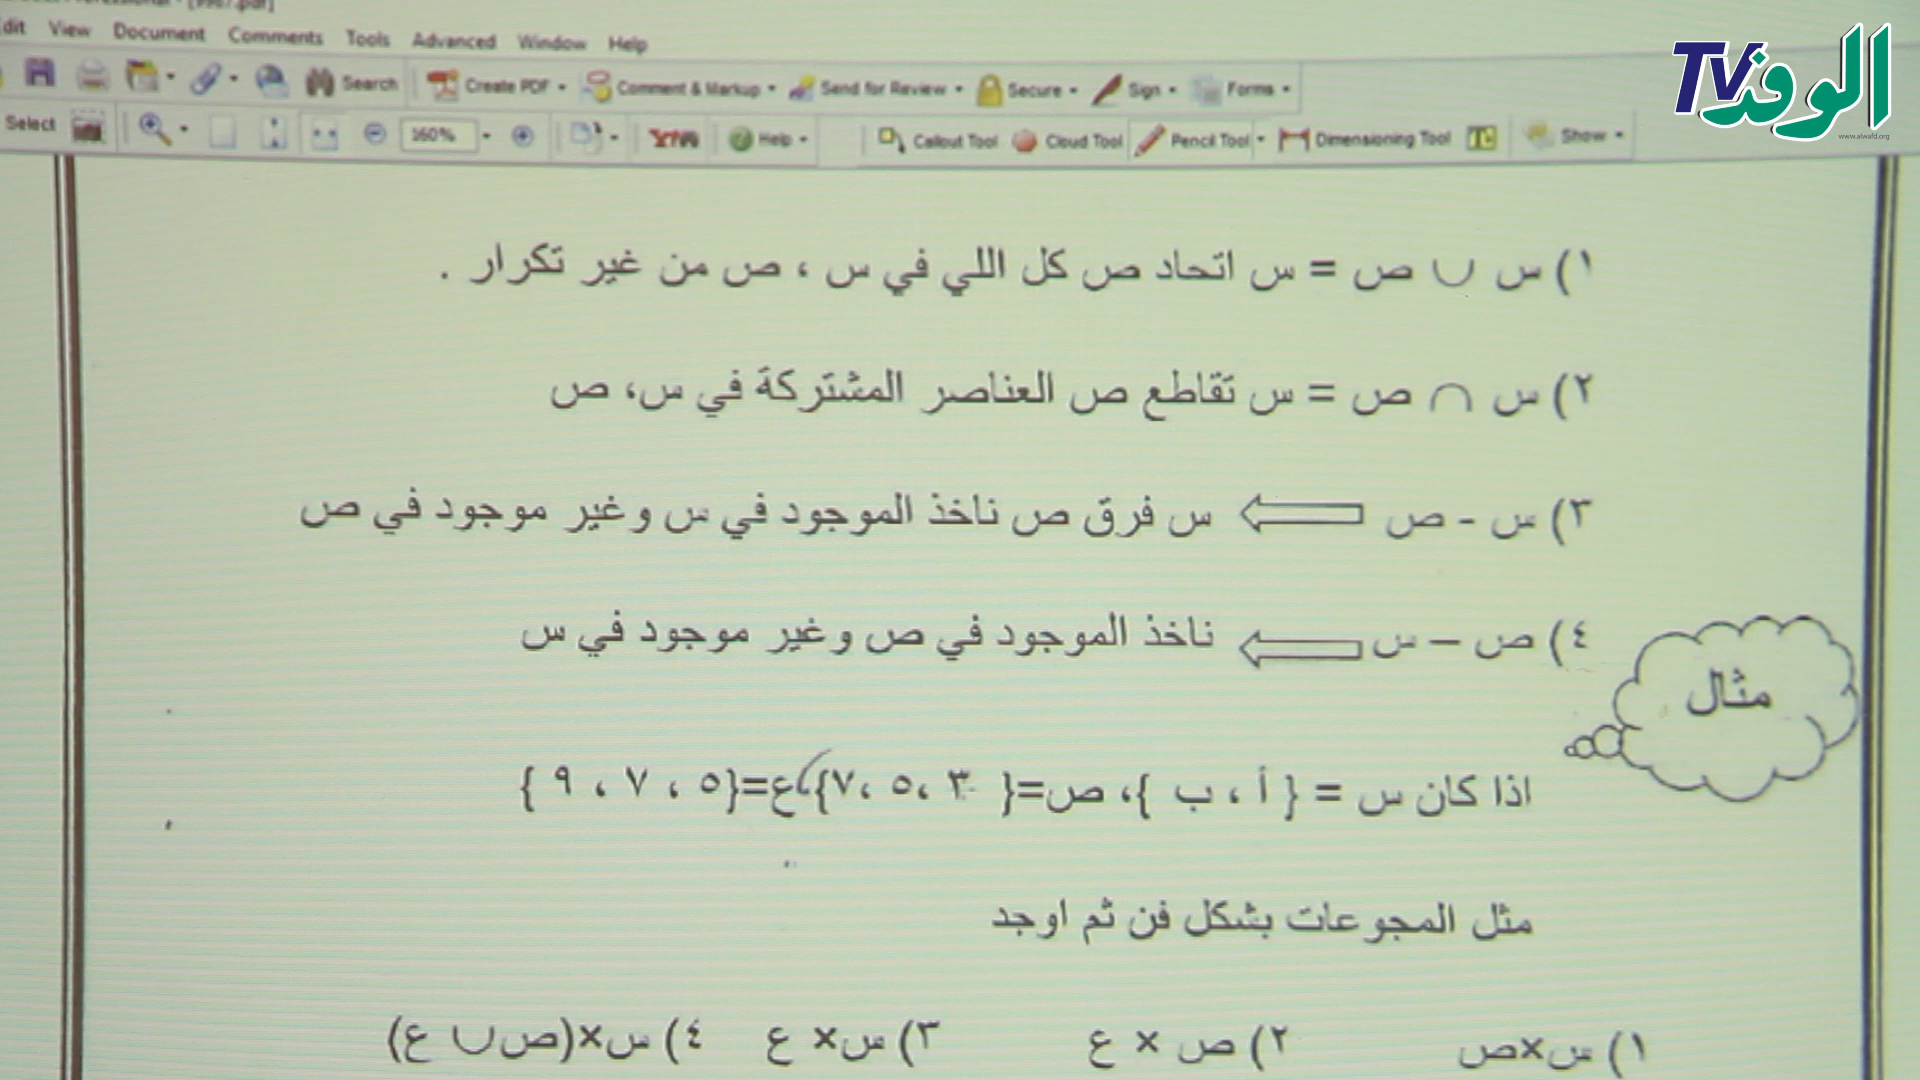 dit View Document Comments Tools Advanced Window Help
الوفد TV
www.alwafd.org
Search Create PDF Comment & Markup Send for Review Secure Sign Forms
Select 160% Help Callout Tool Cloud Tool Pencil Tool Dimensioning Tool Show
١) س ∪ ص = س اتحاد ص كل اللي في س ، ص من غير تكرار .
٢) س ∩ ص = س تقاطع ص العناصر المشتركة في س، ص
٣) س - ص ⇐ س فرق ص ناخذ الموجود في س وغير موجود في ص
٤) ص – س ⇐ ناخذ الموجود في ص وغير موجود في س
مثال
اذا كان س = { أ ، ب }، ص={ ٣ ،٥ ،٧}،ع={٥ ، ٧ ، ٩ }
مثل المجوعات بشكل فن ثم اوجد
١) س×ص ٢) ص × ع ٣) س× ع ٤) س×(ص∪ ع)